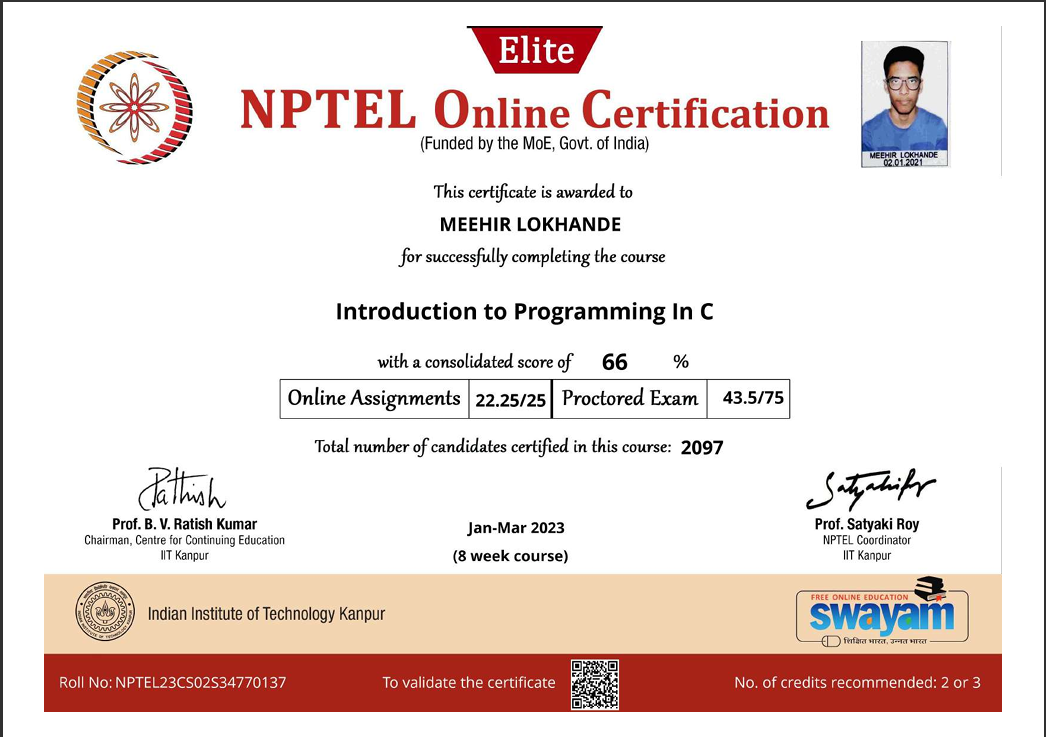 Elite
NPTEL Online Certification
(Funded by the MoE, Govt. of India)
MEEHIR LOKHANDE
02.01.2021
This certificate is awarded to
MEEHIR LOKHANDE
for successfully completing the course
Introduction to Programming In C
with a consolidated score of 66 %
Online Assignments 22.25/25 Proctored Exam 43.5/75
Total number of candidates certified in this course: 2097
Prof. B. V. Ratish Kumar
Chairman, Centre for Continuing Education
IIT Kanpur
Jan-Mar 2023
(8 week course)
Prof. Satyaki Roy
NPTEL Coordinator
IIT Kanpur
Indian Institute of Technology Kanpur
FREE ONLINE EDUCATION
swayam
शिक्षित भारत, उन्नत भारत
Roll No: NPTEL23CS02S34770137
To validate the certificate
No. of credits recommended: 2 or 3